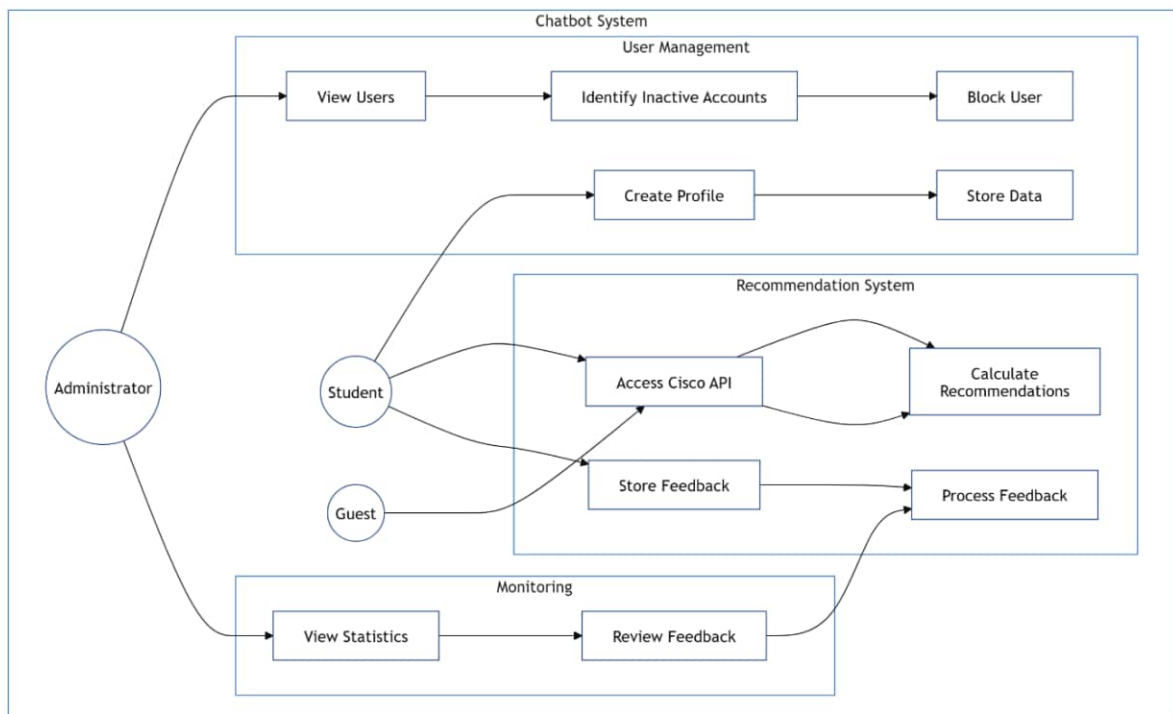 Chatbot System
User Management
View Users
Identify Inactive Accounts
Block User
Create Profile
Store Data
Recommendation System
Administrator
Student
Access Cisco API
Calculate
Recommendations
Store Feedback
Process Feedback
Guest
Monitoring
View Statistics
Review Feedback